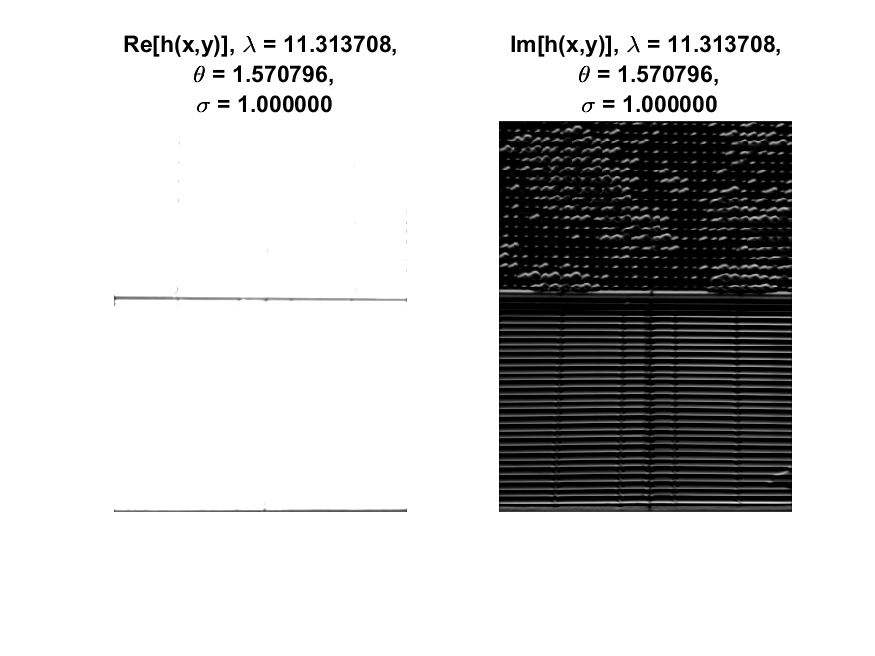 Re[h(x,y)], λ = 11.313708,
θ = 1.570796,
σ = 1.000000
Im[h(x,y)], λ = 11.313708,
θ = 1.570796,
σ = 1.000000